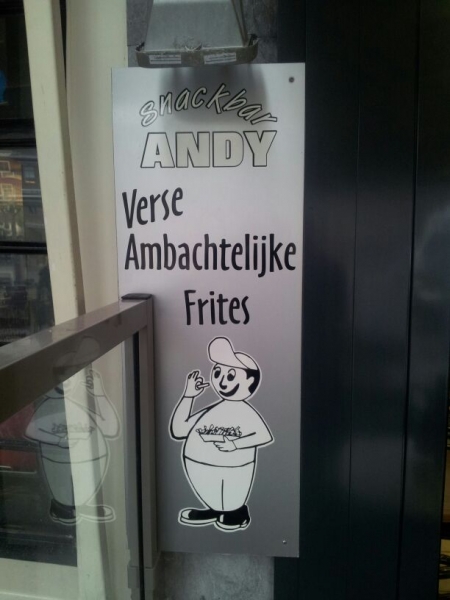 Snackbar
ANDY
Verse
Ambachtelijke
Frites